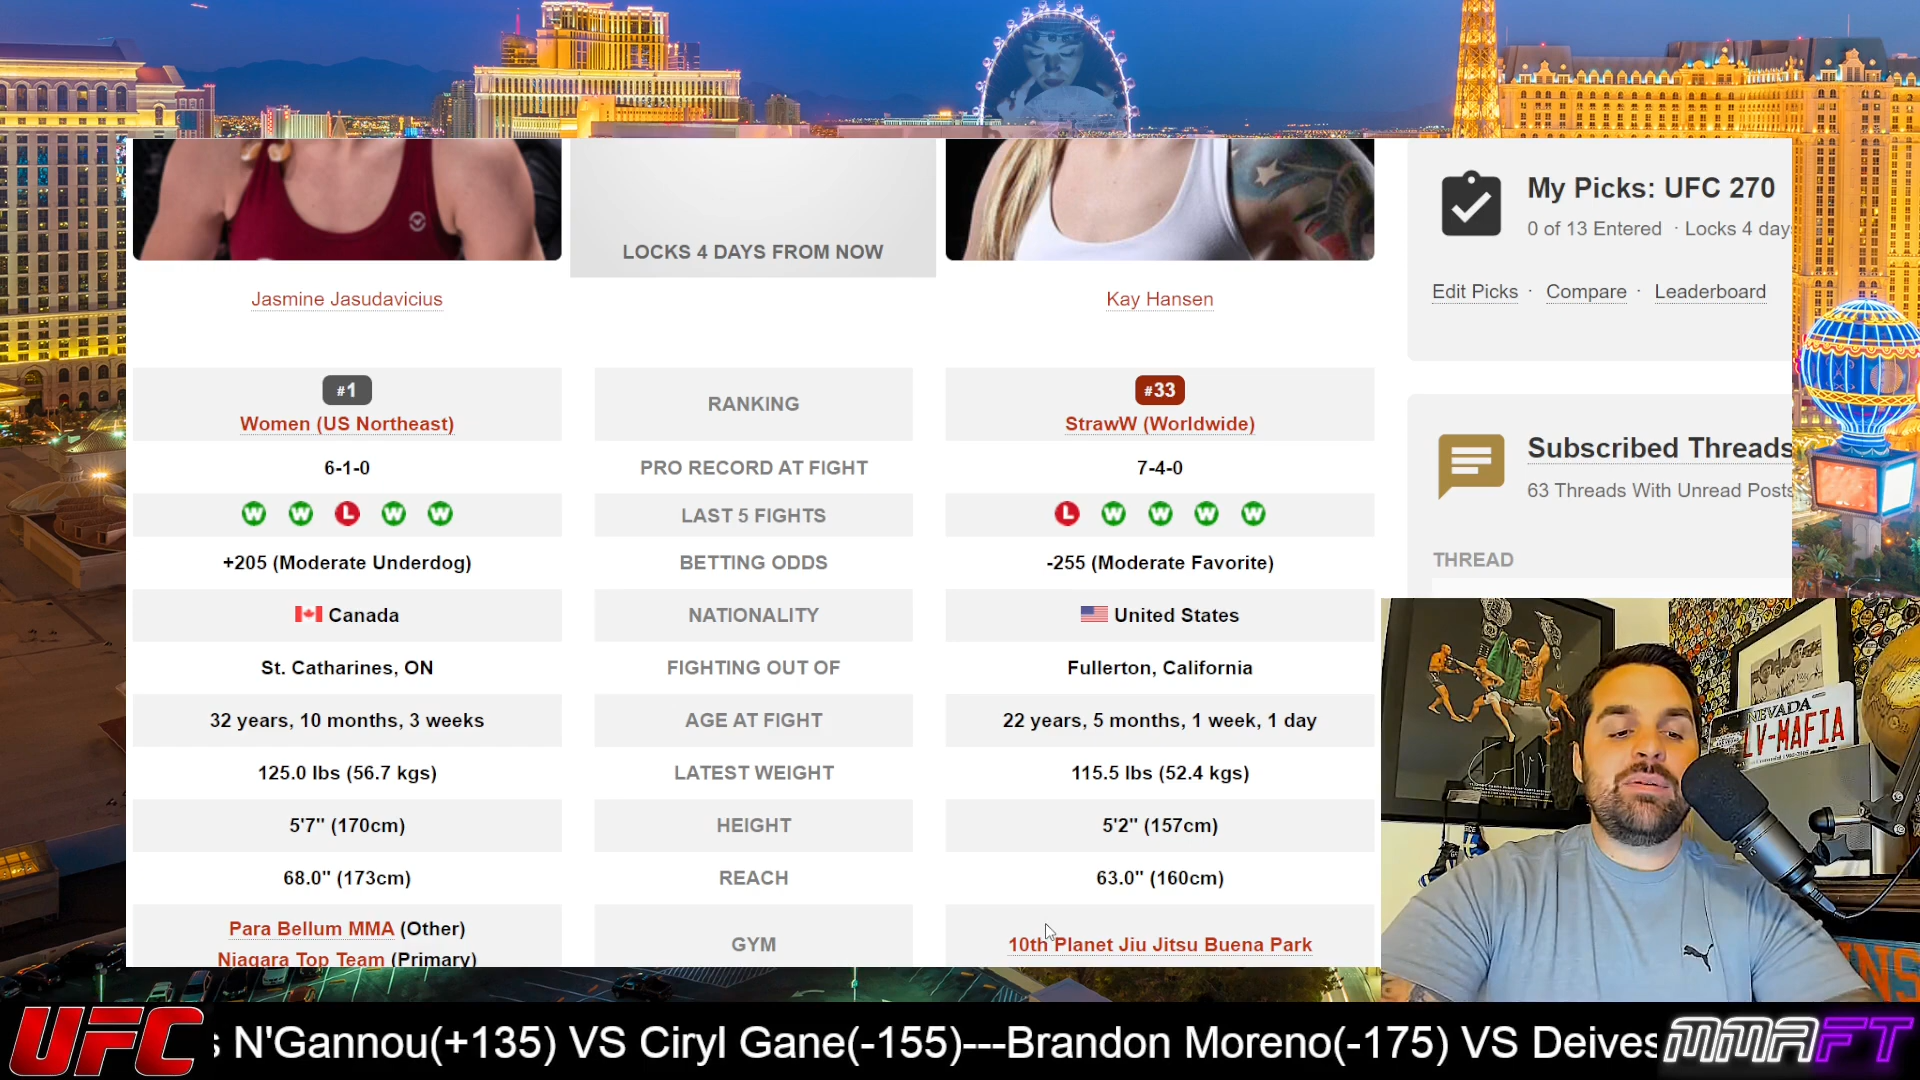 LOCKS 4 DAYS FROM NOW
Jasmine Jasudavicius
Kay Hansen
#1
Women (US Northeast)
RANKING
#33
StrawW (Worldwide)
6-1-0
PRO RECORD AT FIGHT
7-4-0
W W L W W
LAST 5 FIGHTS
L W W W W
+205 (Moderate Underdog)
BETTING ODDS
-255 (Moderate Favorite)
Canada
NATIONALITY
United States
St. Catharines, ON
FIGHTING OUT OF
Fullerton, California
32 years, 10 months, 3 weeks
AGE AT FIGHT
22 years, 5 months, 1 week, 1 day
125.0 lbs (56.7 kgs)
LATEST WEIGHT
115.5 lbs (52.4 kgs)
5'7" (170cm)
HEIGHT
5'2" (157cm)
68.0" (173cm)
REACH
63.0" (160cm)
Para Bellum MMA (Other)
Niagara Top Team (Primary)
GYM
10th Planet Jiu Jitsu Buena Park
My Picks: UFC 270
0 of 13 Entered · Locks 4 days
Edit Picks · Compare · Leaderboard
Subscribed Threads
63 Threads With Unread Posts
THREAD
NEVADA
LV-MAFIA
UFC
s N'Gannou(+135) VS Ciryl Gane(-155)---Brandon Moreno(-175) VS Deives
MMAFT